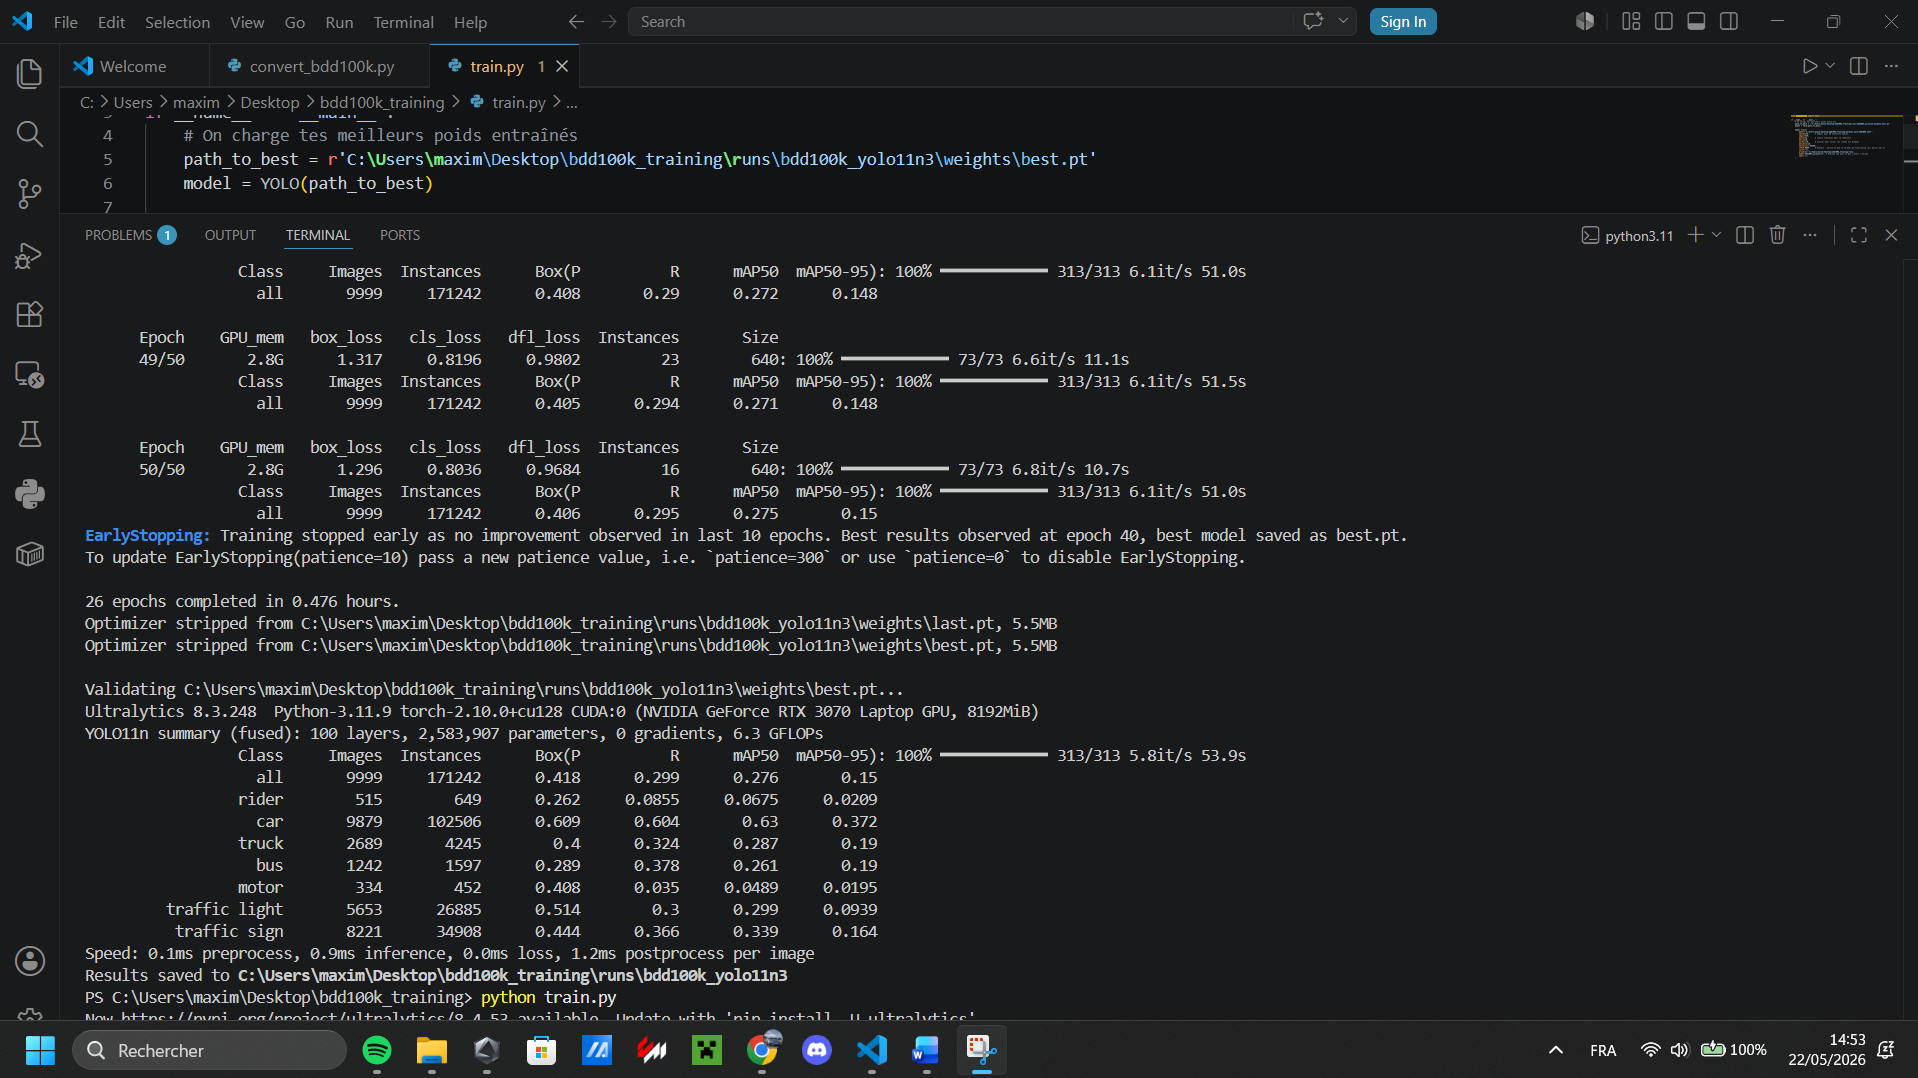 File Edit Selection View Go Run Terminal Help
Search
Sign In
Welcome
convert_bdd100k.py
train.py 1
C: > Users > maxim > Desktop > bdd100k_training > train.py > ...
4 # On charge tes meilleurs poids entraînés
5 path_to_best = r'C:\Users\maxim\Desktop\bdd100k_training\runs\bdd100k_yolo11n3\weights\best.pt'
6 model = YOLO(path_to_best)
7
PROBLEMS 1 OUTPUT TERMINAL PORTS
python3.11
Class Images Instances Box(P R mAP50 mAP50-95): 100% 313/313 6.1it/s 51.0s
all 9999 171242 0.408 0.29 0.272 0.148
Epoch GPU_mem box_loss cls_loss dfl_loss Instances Size
49/50 2.8G 1.317 0.8196 0.9802 23 640: 100% 73/73 6.6it/s 11.1s
Class Images Instances Box(P R mAP50 mAP50-95): 100% 313/313 6.1it/s 51.5s
all 9999 171242 0.405 0.294 0.271 0.148
Epoch GPU_mem box_loss cls_loss dfl_loss Instances Size
50/50 2.8G 1.296 0.8036 0.9684 16 640: 100% 73/73 6.8it/s 10.7s
Class Images Instances Box(P R mAP50 mAP50-95): 100% 313/313 6.1it/s 51.0s
all 9999 171242 0.406 0.295 0.275 0.15
EarlyStopping: Training stopped early as no improvement observed in last 10 epochs. Best results observed at epoch 40, best model saved as best.pt.
To update EarlyStopping(patience=10) pass a new patience value, i.e. `patience=300` or use `patience=0` to disable EarlyStopping.
26 epochs completed in 0.476 hours.
Optimizer stripped from C:\Users\maxim\Desktop\bdd100k_training\runs\bdd100k_yolo11n3\weights\last.pt, 5.5MB
Optimizer stripped from C:\Users\maxim\Desktop\bdd100k_training\runs\bdd100k_yolo11n3\weights\best.pt, 5.5MB
Validating C:\Users\maxim\Desktop\bdd100k_training\runs\bdd100k_yolo11n3\weights\best.pt...
Ultralytics 8.3.248 Python-3.11.9 torch-2.10.0+cu128 CUDA:0 (NVIDIA GeForce RTX 3070 Laptop GPU, 8192MiB)
YOLO11n summary (fused): 100 layers, 2,583,907 parameters, 0 gradients, 6.3 GFLOPs
Class Images Instances Box(P R mAP50 mAP50-95): 100% 313/313 5.8it/s 53.9s
all 9999 171242 0.418 0.299 0.276 0.15
rider 515 649 0.262 0.0855 0.0675 0.0209
car 9879 102506 0.609 0.604 0.63 0.372
truck 2689 4245 0.4 0.324 0.287 0.19
bus 1242 1597 0.289 0.378 0.261 0.19
motor 334 452 0.408 0.035 0.0489 0.0195
traffic light 5653 26885 0.514 0.3 0.299 0.0939
traffic sign 8221 34908 0.444 0.366 0.339 0.164
Speed: 0.1ms preprocess, 0.9ms inference, 0.0ms loss, 1.2ms postprocess per image
Results saved to C:\Users\maxim\Desktop\bdd100k_training\runs\bdd100k_yolo11n3
PS C:\Users\maxim\Desktop\bdd100k_training> python train.py
New https://pypi.org/project/ultralytics/8.4.53 available Update with 'pip install -U ultralytics'
Rechercher
FRA
100%
14:53
22/05/2026